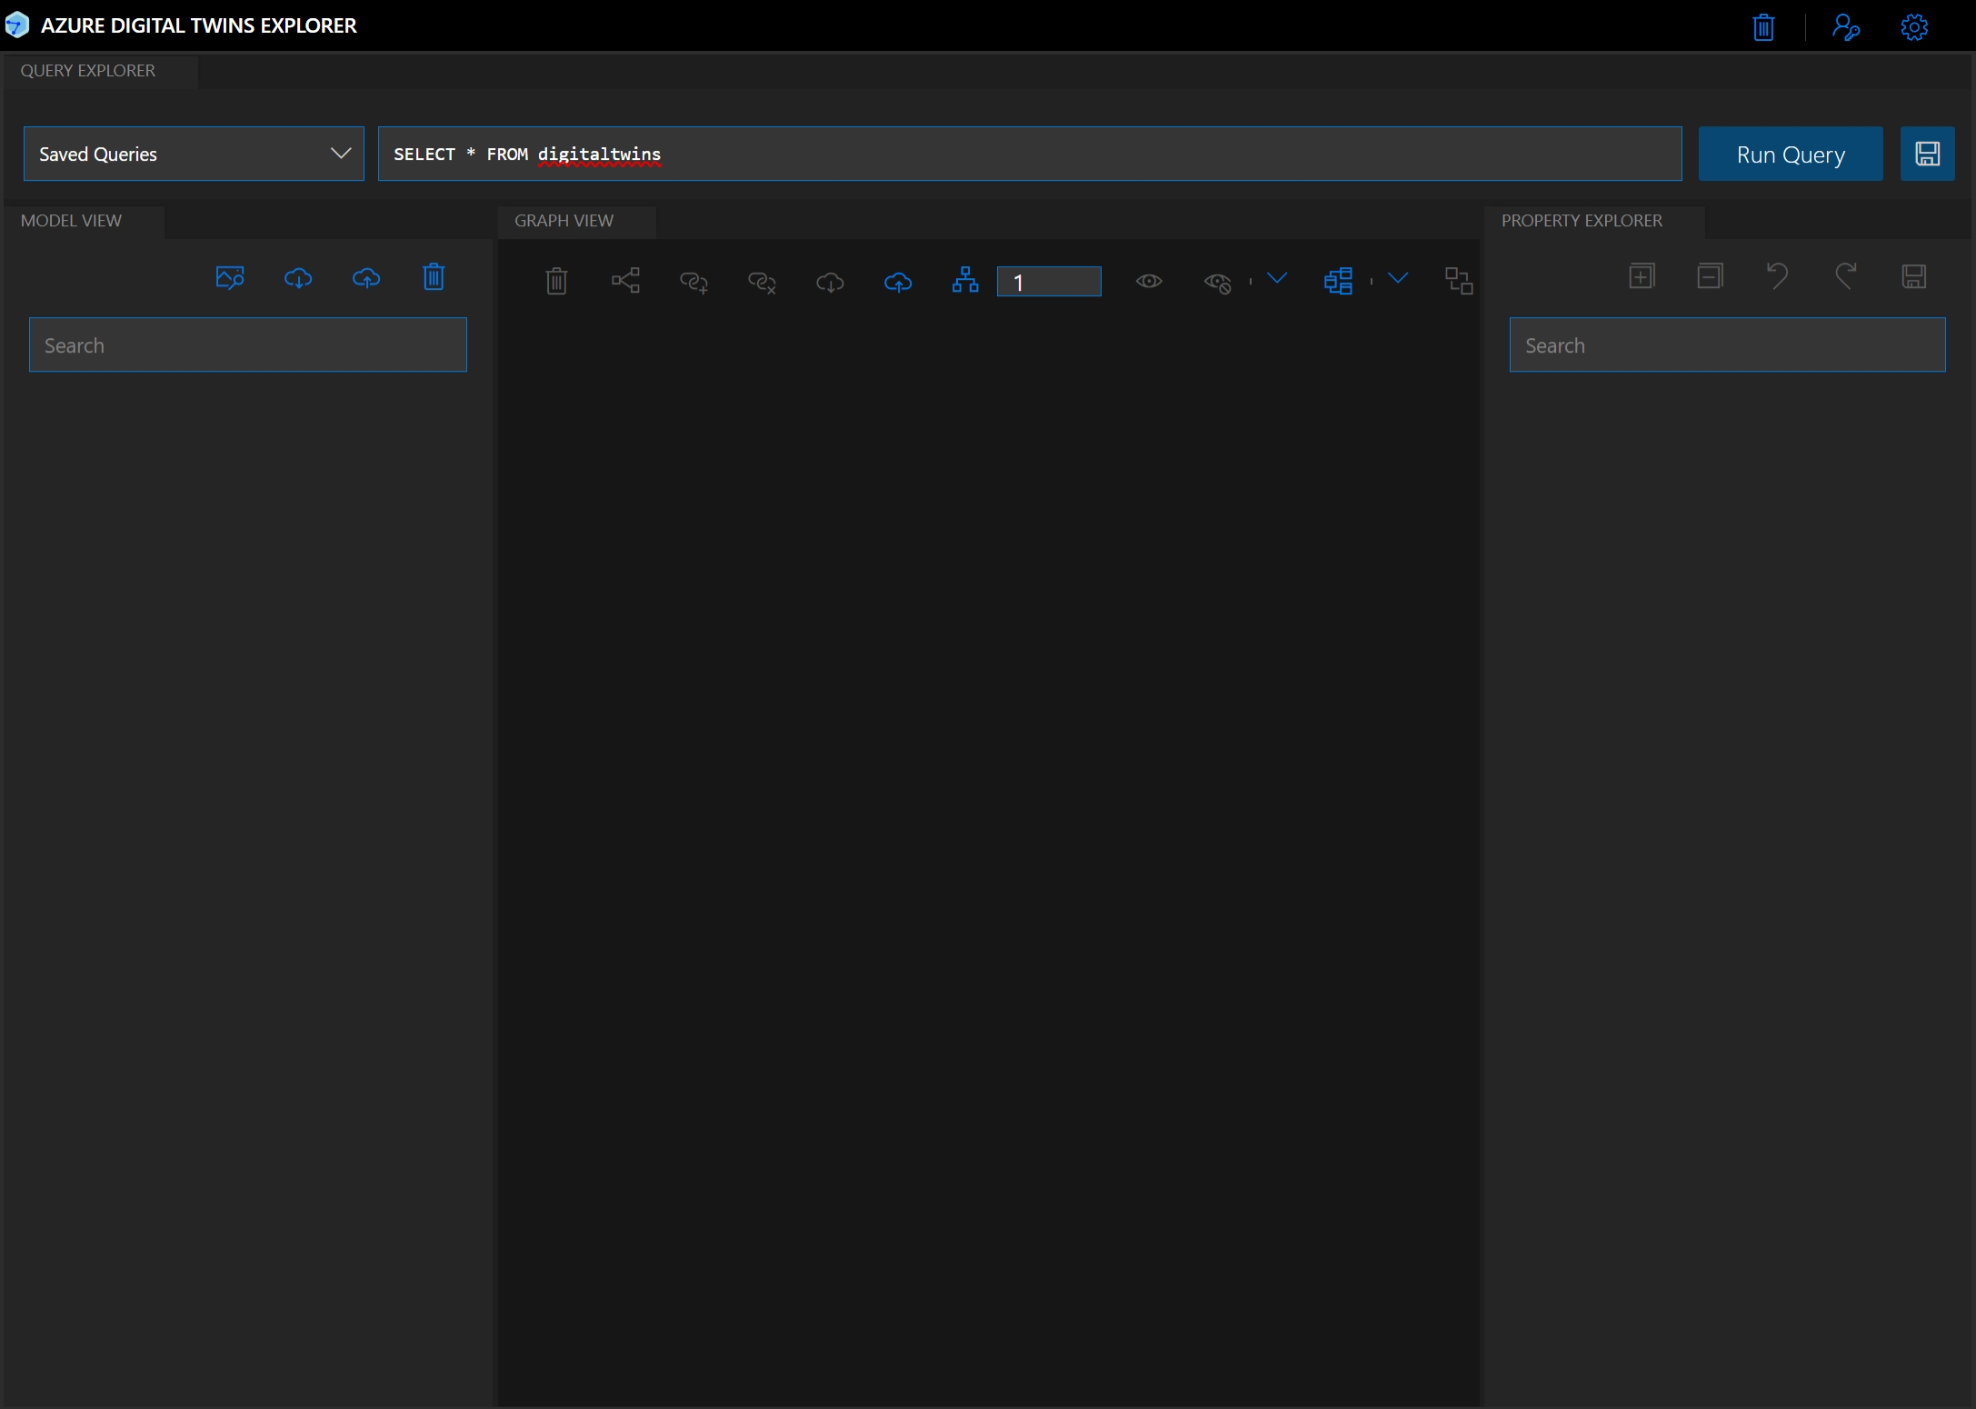 AZURE DIGITAL TWINS EXPLORER
QUERY EXPLORER
Saved Queries
SELECT * FROM digitaltwins
Run Query
MODEL VIEW
GRAPH VIEW
PROPERTY EXPLORER
1
Search
Search